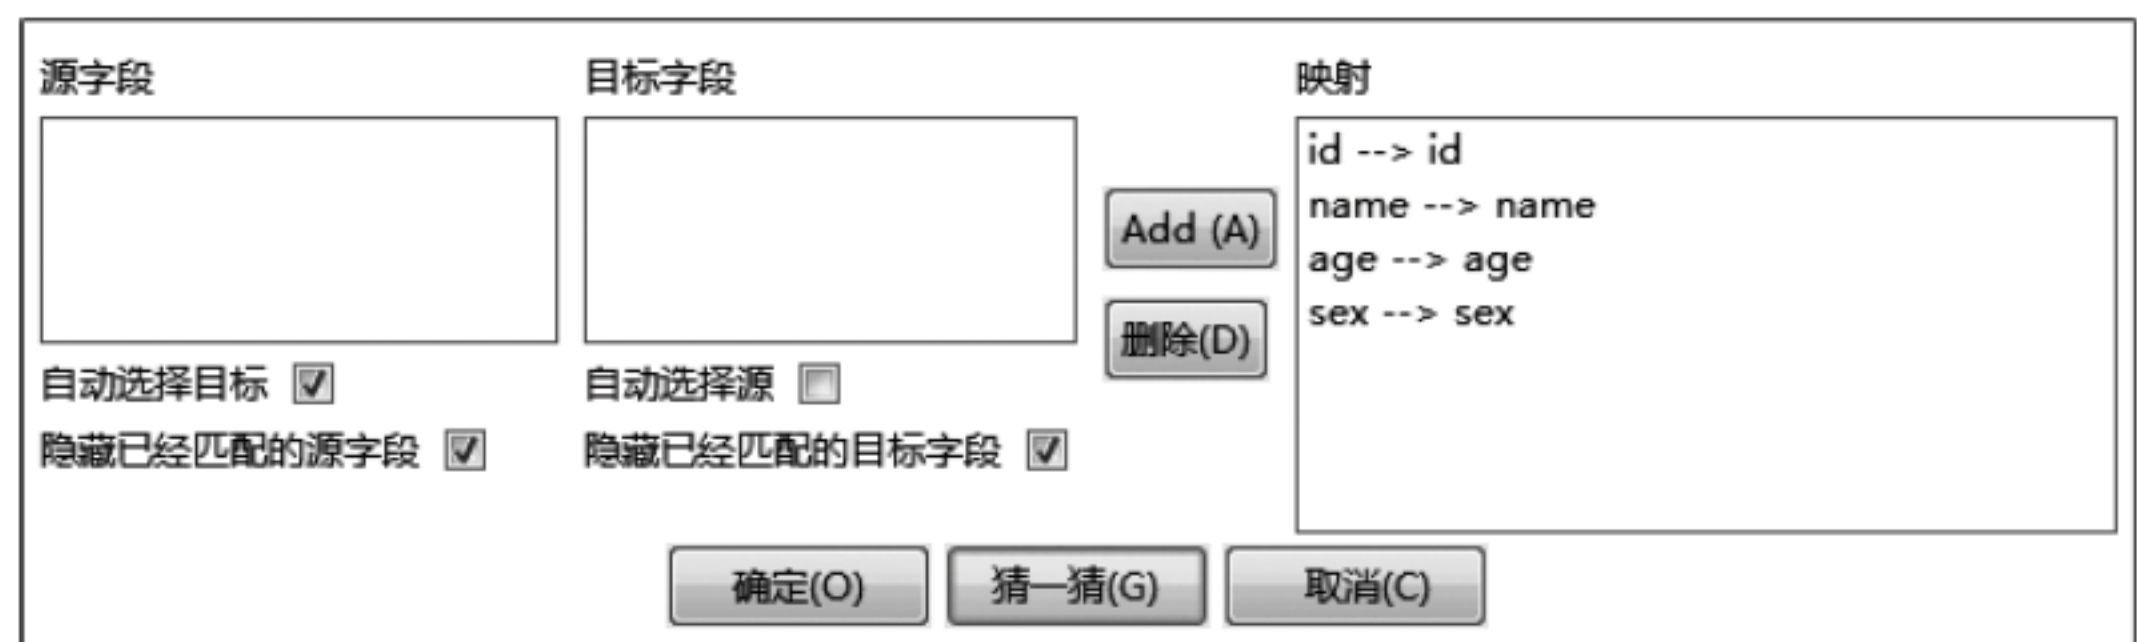 源字段
目标字段
映射
id --> id
name --> name
age --> age
sex --> sex
Add (A)
删除(D)
自动选择目标
自动选择源
隐藏已经匹配的源字段
隐藏已经匹配的目标字段
确定(O)
猜一猜(G)
取消(C)